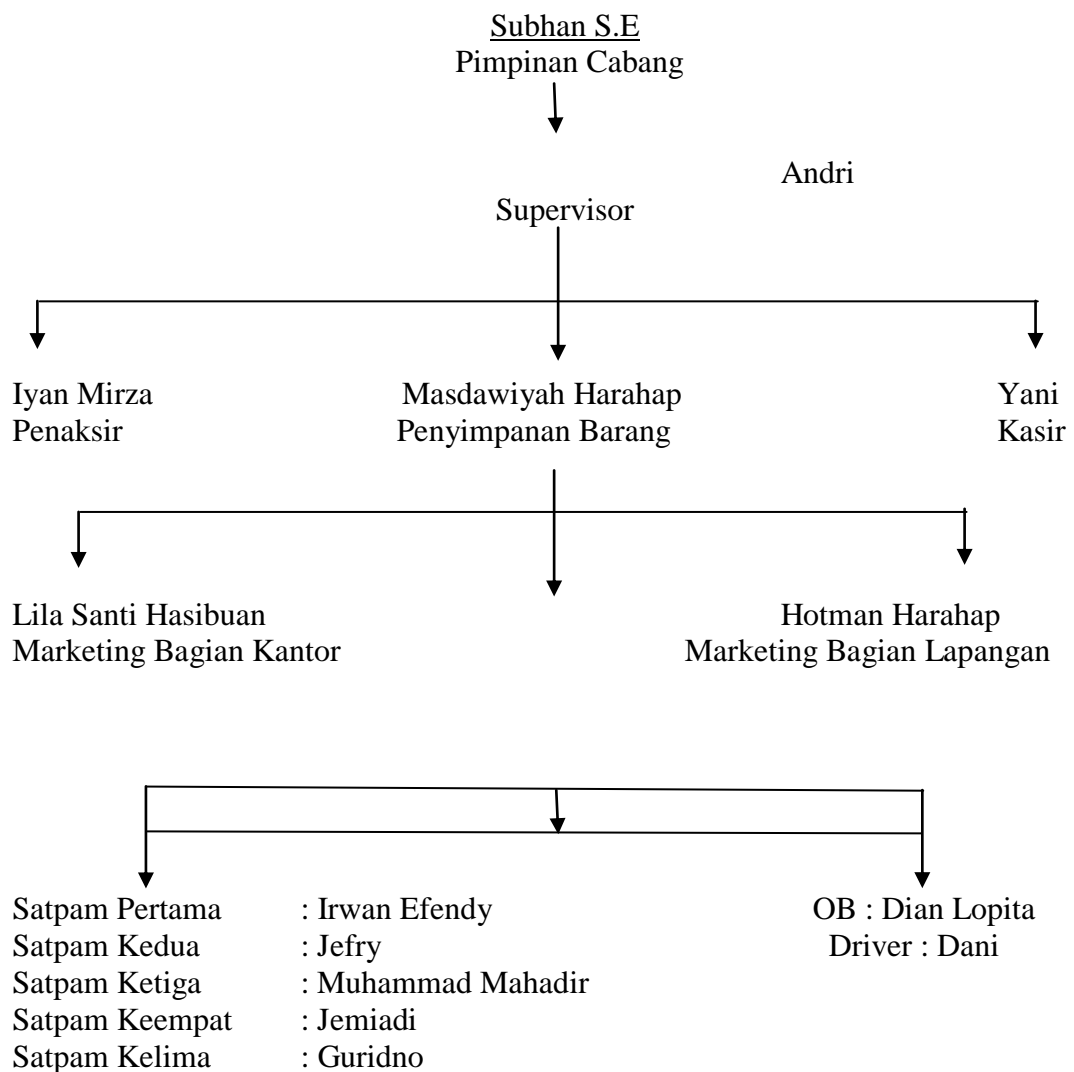 Subhan S.E
Pimpinan Cabang
Andri
Supervisor
Iyan Mirza Masdawiyah Harahap Yani
Penaksir Penyimpanan Barang Kasir
Lila Santi Hasibuan Hotman Harahap
Marketing Bagian Kantor Marketing Bagian Lapangan
Satpam Pertama : Irwan Efendy OB : Dian Lopita
Satpam Kedua : Jefry Driver : Dani
Satpam Ketiga : Muhammad Mahadir
Satpam Keempat : Jemiadi
Satpam Kelima : Guridno